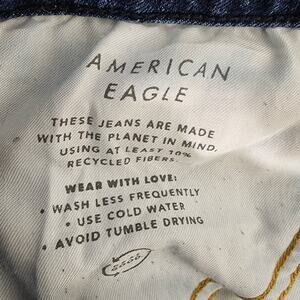 AMERICAN
EAGLE
THESE JEANS ARE MADE
WITH THE PLANET IN MIND,
USING AT LEAST 10%
RECYCLED FIBERS.
WEAR WITH LOVE:
• WASH LESS FREQUENTLY
• USE COLD WATER
• AVOID TUMBLE DRYING